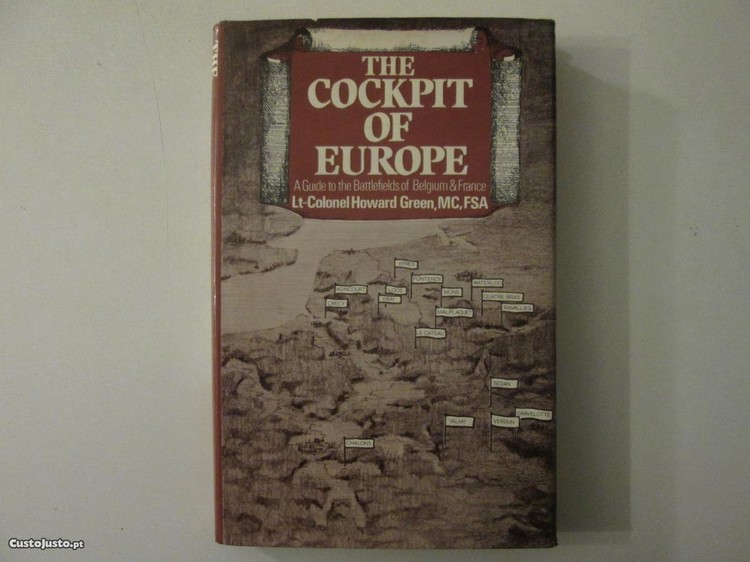 THE
COCKPIT
OF
EUROPE
A Guide to the Battlefields of Belgium & France
Lt-Colonel Howard Green, MC, FSA
THE
YPRES
FONTENOY
WATERLOO
AGINCOURT
LOOS
MONS
QUATRE BRAS
CRECY
VIMY
MALPLAQUET
RAMILLIES
LE CATEAU
SEDAN
GRAVELOTTE
VALMY
VERDUN
CHALONS
CustoJusto.pt